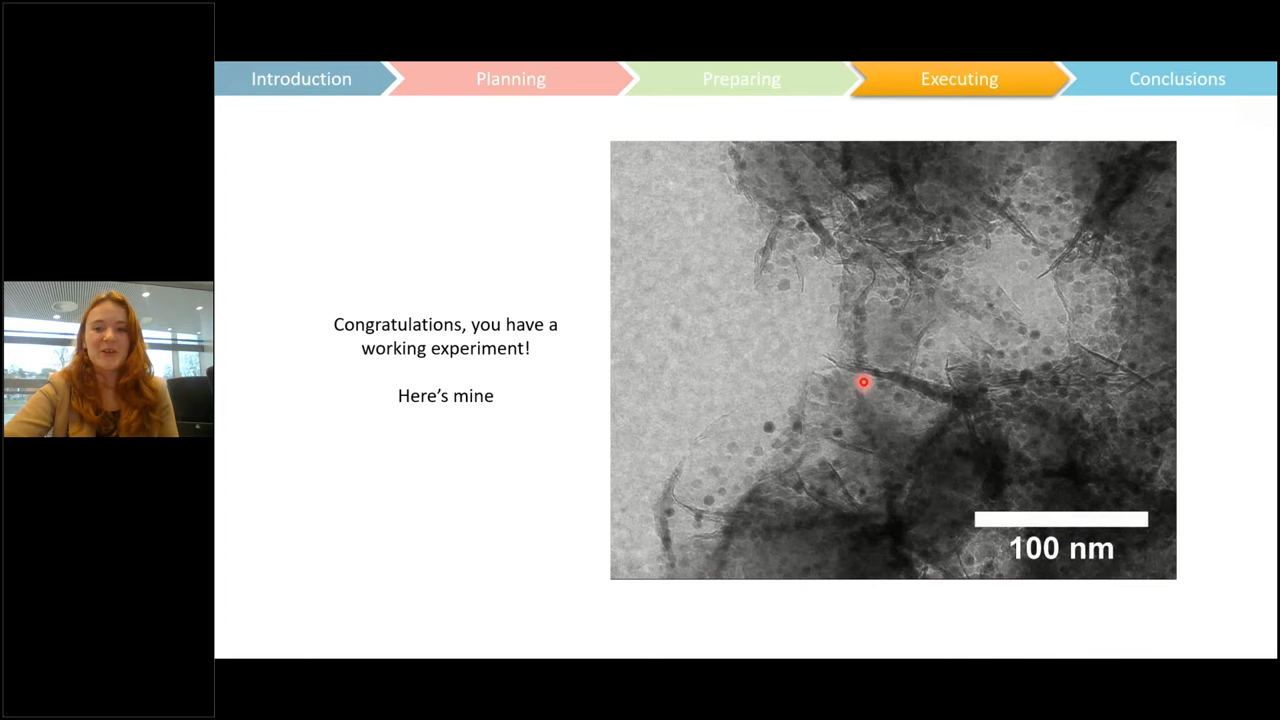 Introduction
Planning
Preparing
Executing
Conclusions
Congratulations, you have a
working experiment!
Here's mine
100 nm